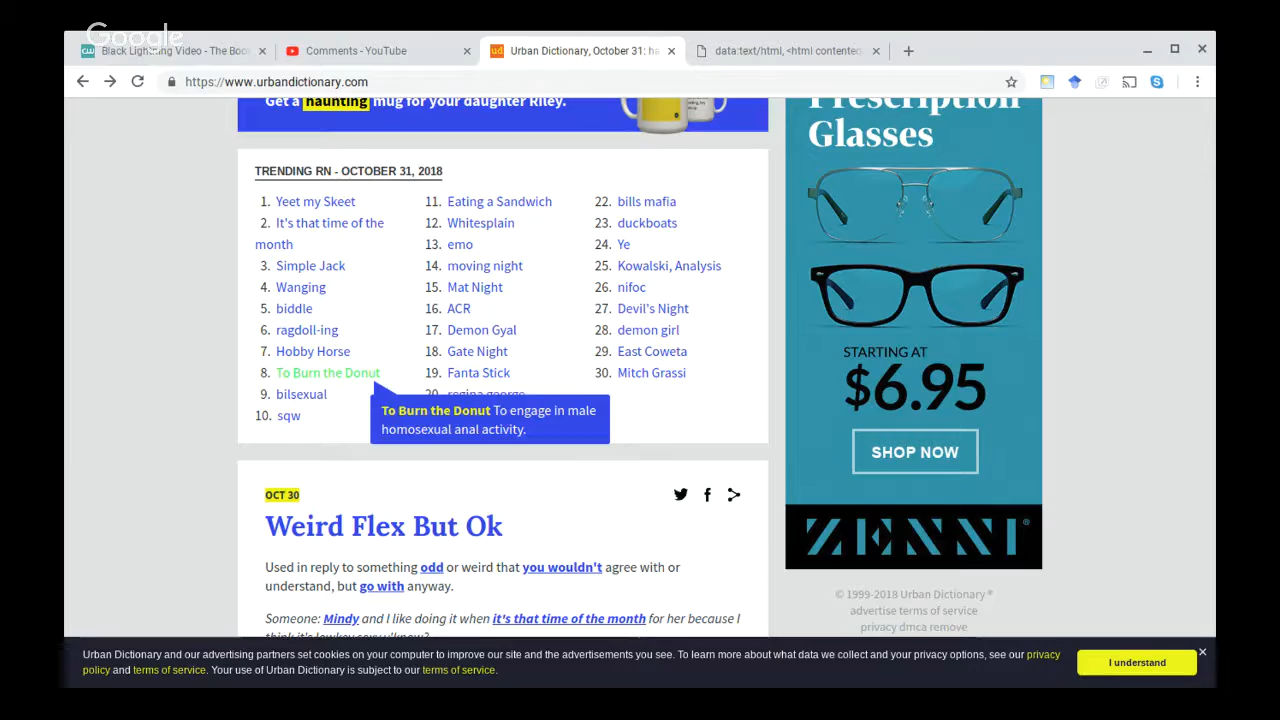 Google
Black Lightning Video - The Boo
Comments - YouTube
ud
Urban Dictionary, October 31: ha
data:text/html, <html contented
https://www.urbandictionary.com
Get a haunting mug for your daughter Riley.
Prescription
Glasses
STARTING AT
$6.95
SHOP NOW
ZENNI®
TRENDING RN - OCTOBER 31, 2018
1. Yeet my Skeet
2. It's that time of the
month
3. Simple Jack
4. Wanging
5. biddle
6. ragdoll-ing
7. Hobby Horse
8. To Burn the Donut
9. bilsexual
10. sqw
11. Eating a Sandwich
12. Whitesplain
13. emo
14. moving night
15. Mat Night
16. ACR
17. Demon Gyal
18. Gate Night
19. Fanta Stick
20. regina george
22. bills mafia
23. duckboats
24. Ye
25. Kowalski, Analysis
26. nifoc
27. Devil's Night
28. demon girl
29. East Coweta
30. Mitch Grassi
To Burn the Donut To engage in male
homosexual anal activity.
OCT 30
Weird Flex But Ok
Used in reply to something odd or weird that you wouldn't agree with or
understand, but go with anyway.
Someone: Mindy and I like doing it when it's that time of the month for her because I
think it's lowkey sexy y'know?
© 1999-2018 Urban Dictionary ®
advertise terms of service
privacy dmca remove
Urban Dictionary and our advertising partners set cookies on your computer to improve our site and the advertisements you see. To learn more about what data we collect and your privacy options, see our privacy
policy and terms of service. Your use of Urban Dictionary is subject to our terms of service.
I understand